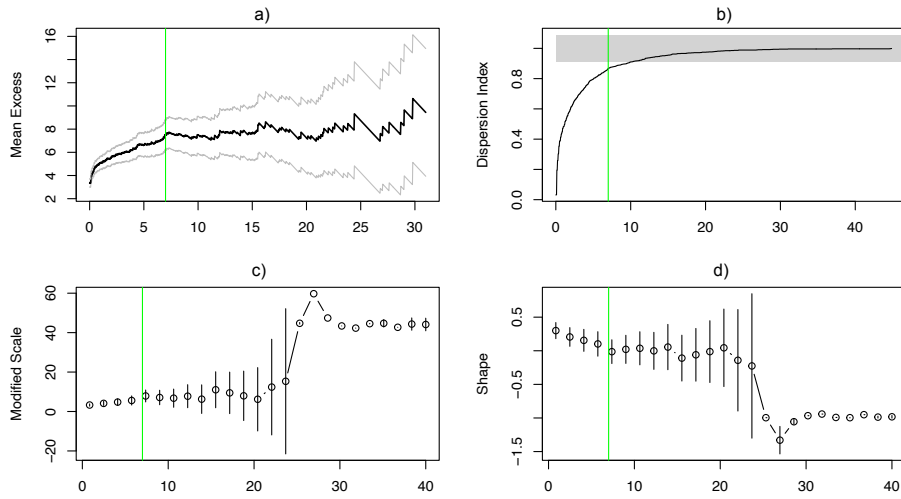 a)
Mean Excess
2 4 6 8 12 16
0 5 10 15 20 25 30
b)
Dispersion Index
0.0 0.4 0.8
0 10 20 30 40
c)
Modified Scale
-20 0 20 40 60
0 10 20 30 40
d)
Shape
-1.5 -0.5 0.5
0 10 20 30 40